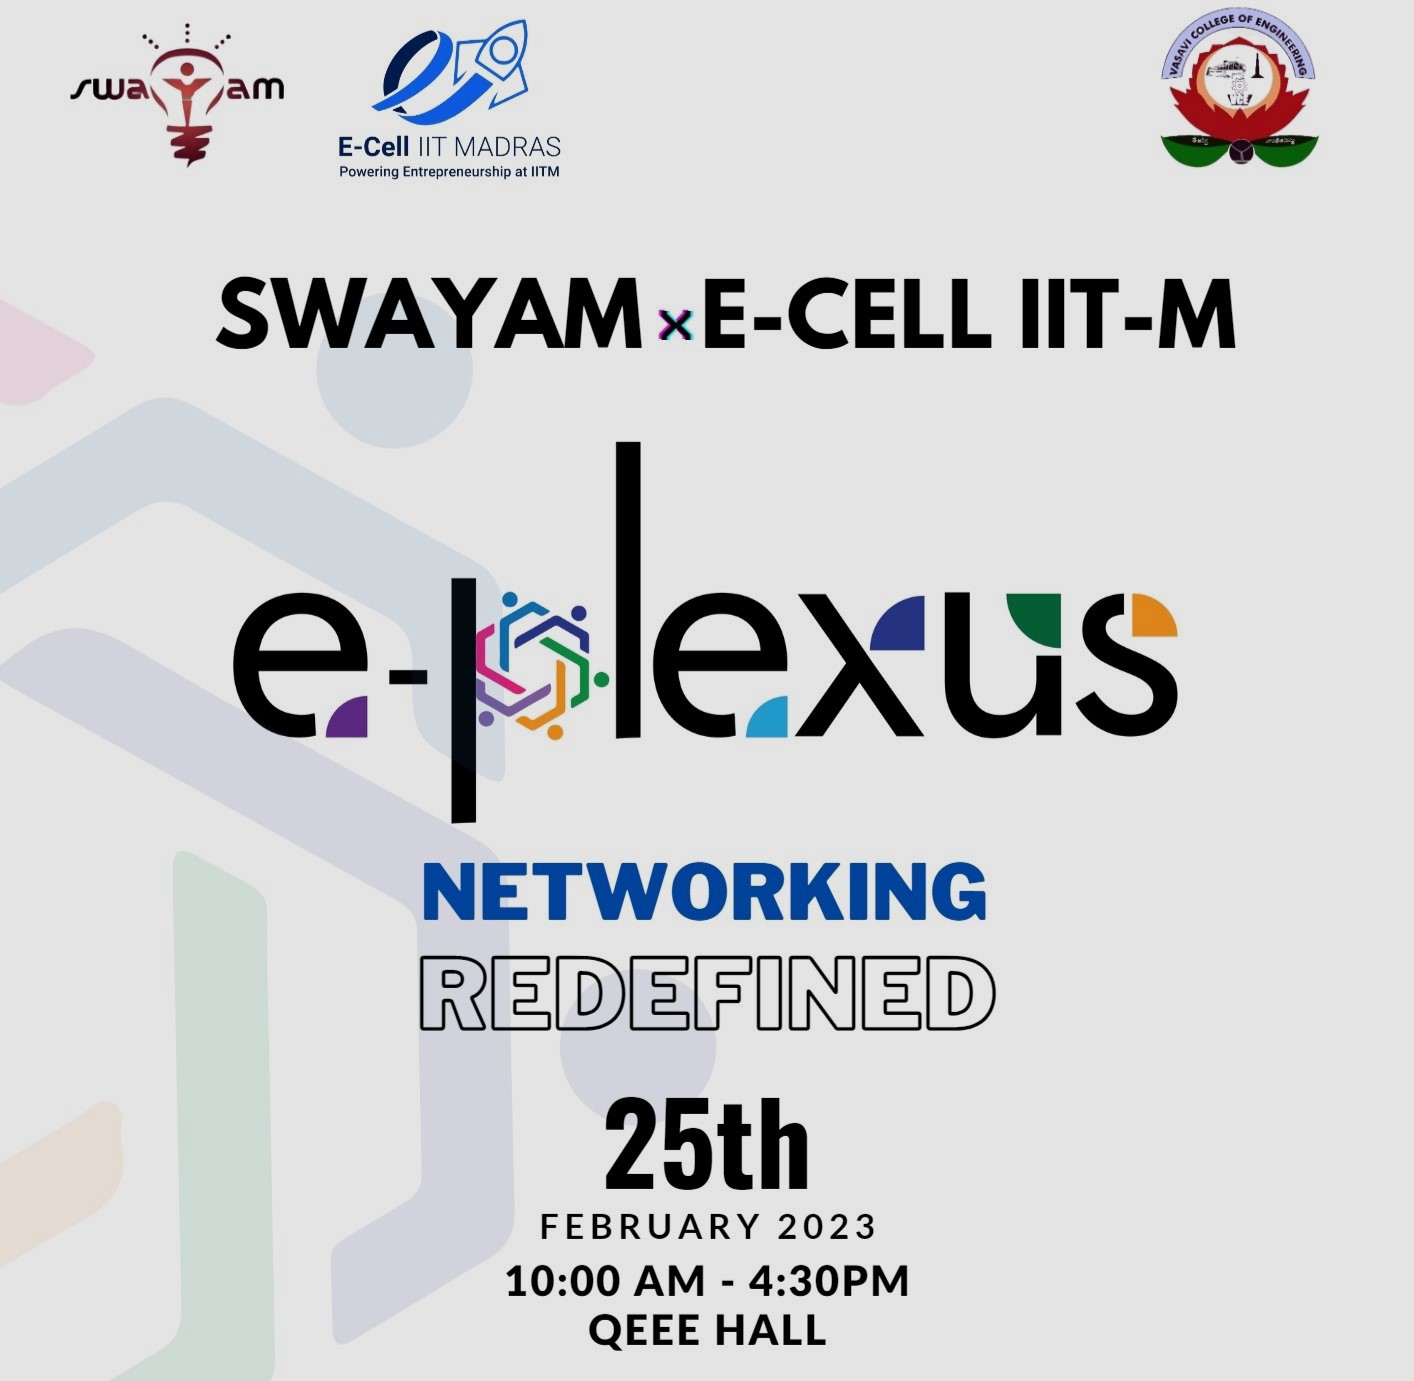 swayam
E-Cell IIT MADRAS
Powering Entrepreneurship at IITM
VASAVI COLLEGE OF ENGINEERING
VCE
SWAYAM x E-CELL IIT-M
e-plexus
NETWORKING
REDEFINED
25th
FEBRUARY 2023
10:00 AM - 4:30PM
QEEE HALL